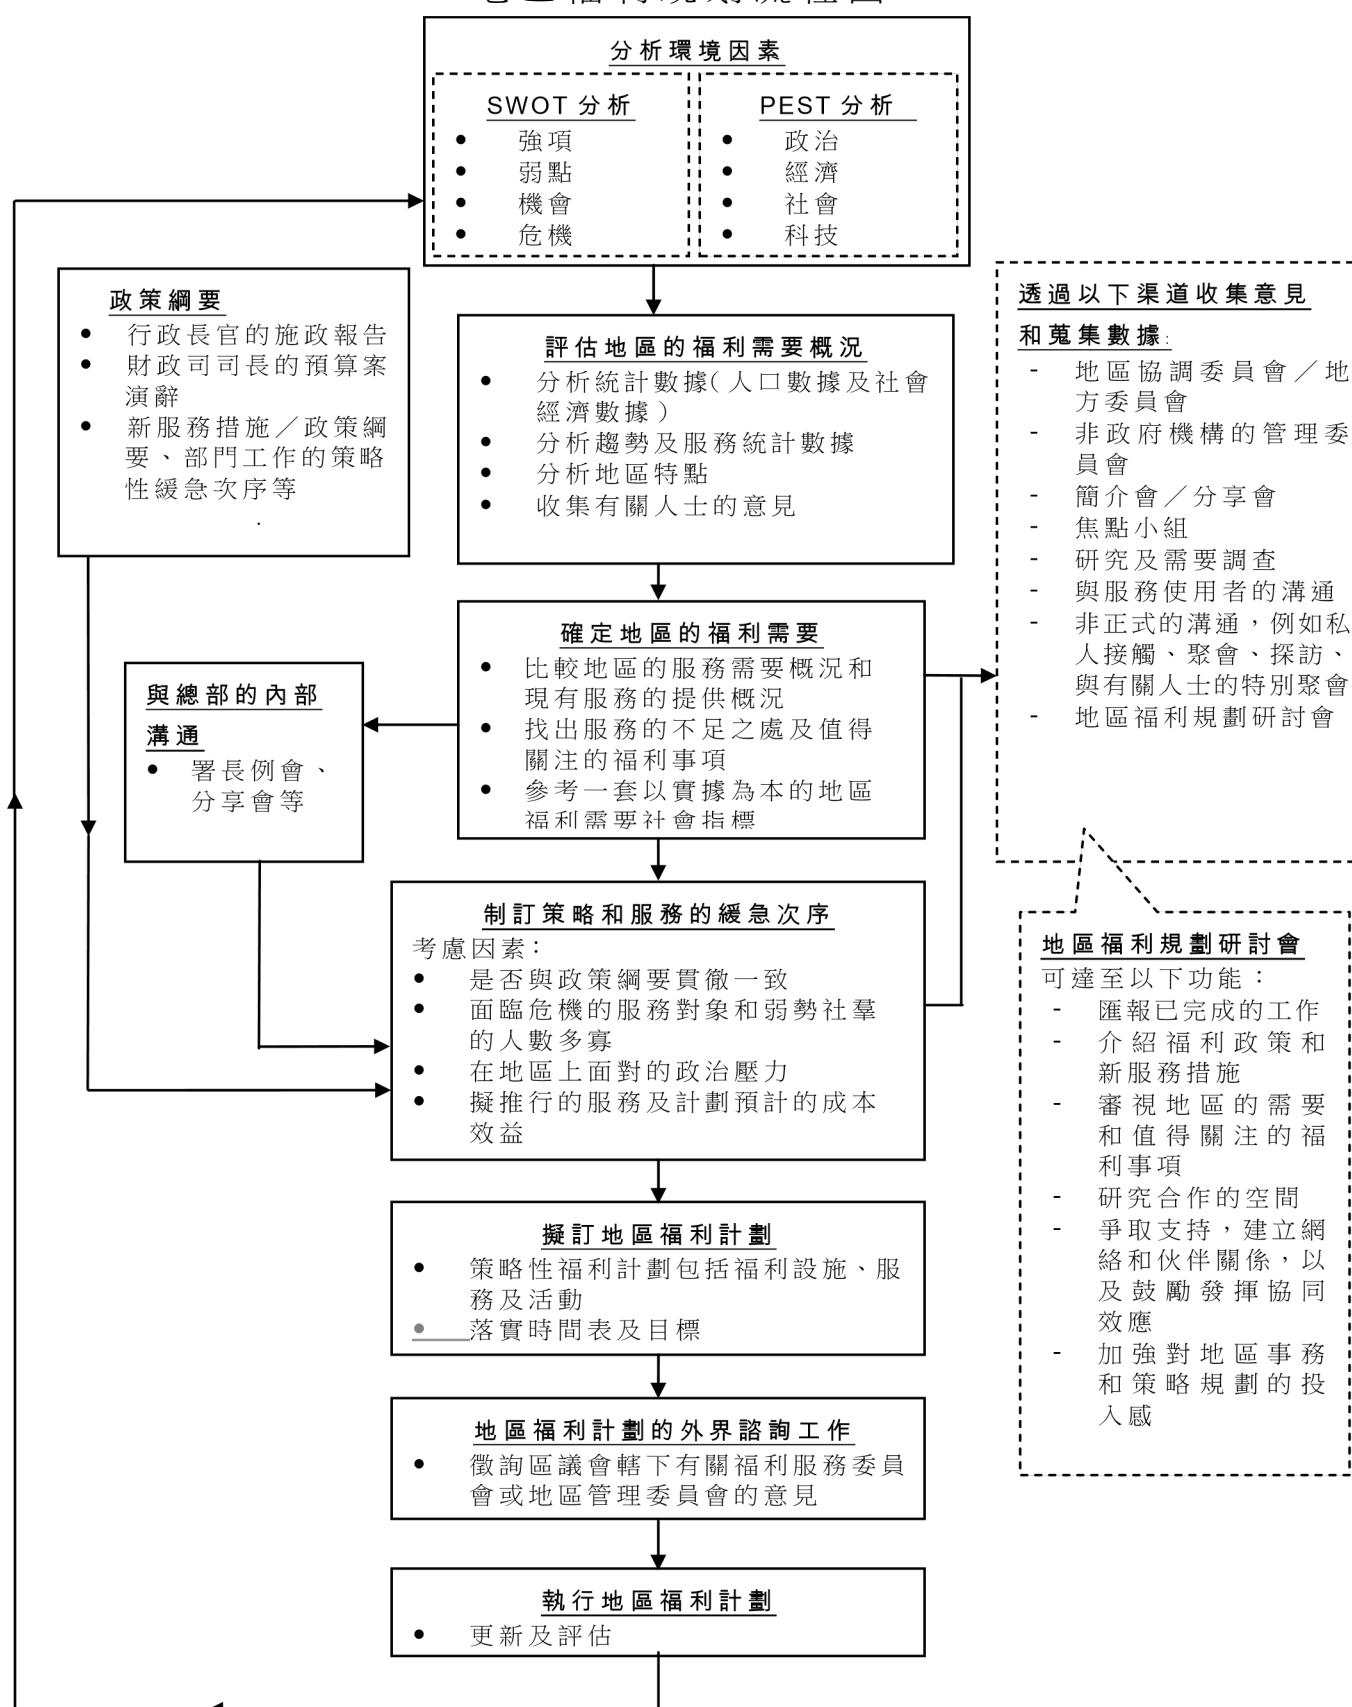 分析環境因素
SWOT 分析
● 強項
● 弱點
● 機會
● 危機
PEST 分析
● 政治
● 經濟
● 社會
● 科技
政策綱要
● 行政長官的施政報告
● 財政司司長的預算案
演辭
● 新服務措施／政策綱
要、部門工作的策略
性緩急次序等
評估地區的福利需要概況
● 分析統計數據（人口數據及社會
經濟數據）
● 分析趨勢及服務統計數據
● 分析地區特點
● 收集有關人士的意見
透過以下渠道收集意見
和蒐集數據:
- 地區協調委員會／地
方委員會
- 非政府機構的管理委
員會
- 簡介會／分享會
- 焦點小組
- 研究及需要調查
- 與服務使用者的溝通
- 非正式的溝通，例如私
人接觸、聚會、探訪、
與有關人士的特別聚會
- 地區福利規劃研討會
確定地區的福利需要
● 比較地區的服務需要概況和
現有服務的提供概況
● 找出服務的不足之處及值得
關注的福利事項
● 參考一套以實據為本的地區
福利需要社會指標
與總部的內部
溝通
● 署長例會、
分享會等
制訂策略和服務的緩急次序
考慮因素：
● 是否與政策綱要貫徹一致
● 面臨危機的服務對象和弱勢社羣
的人數多寡
● 在地區上面對的政治壓力
● 擬推行的服務及計劃預計的成本
效益
地區福利規劃研討會
可達至以下功能：
- 匯報已完成的工作
- 介紹福利政策和
新服務措施
- 審視地區的需要
和值得關注的福
利事項
- 研究合作的空間
- 爭取支持，建立網
絡和伙伴關係，以
及鼓勵發揮協同
效應
- 加強對地區事務
和策略規劃的投
入感
擬訂地區福利計劃
● 策略性福利計劃包括福利設施、服
務及活動
● 落實時間表及目標
地區福利計劃的外界諮詢工作
● 徵詢區議會轄下有關福利服務委員
會或地區管理委員會的意見
執行地區福利計劃
● 更新及評估